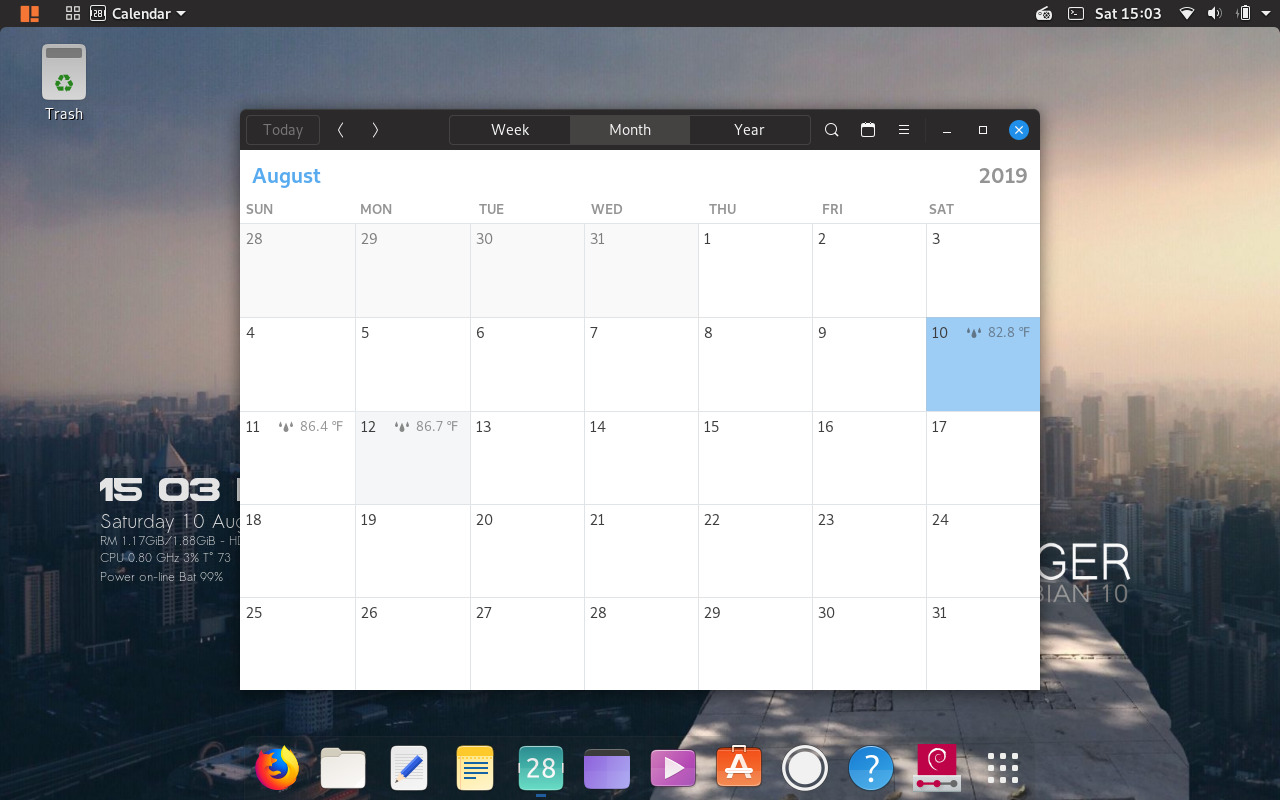 Calendar
Sat 15:03
Trash
Today
Week
Month
Year
August
2019
SUN MON TUE WED THU FRI SAT
28 29 30 31 1 2 3
4 5 6 7 8 9 10 82.8 °F
11 86.4 °F 12 86.7 °F 13 14 15 16 17
18 19 20 21 22 23 24
25 26 27 28 29 30 31
15 03
Saturday 10 Aug
RM 1.17GiB/1.88GiB - HD
CPU 0.80 GHz 3% T° 73
Power on-line Bat 99%
GER
BIAN 10
28
?